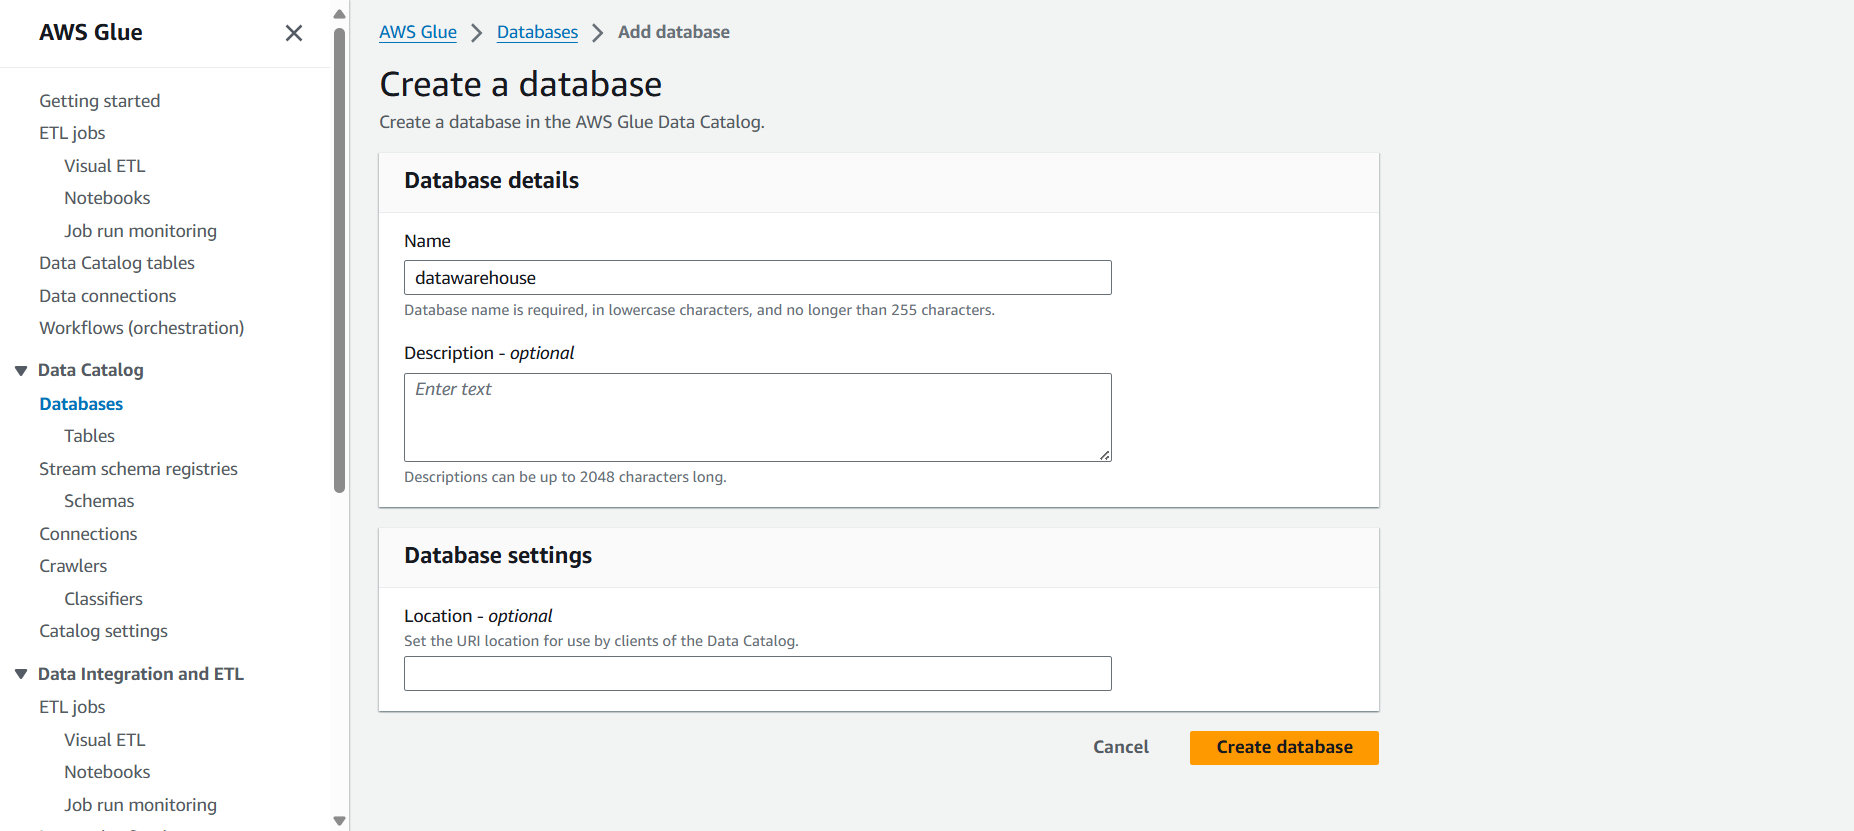 AWS Glue
Getting started
ETL jobs
Visual ETL
Notebooks
Job run monitoring
Data Catalog tables
Data connections
Workflows (orchestration)
Data Catalog
Databases
Tables
Stream schema registries
Schemas
Connections
Crawlers
Classifiers
Catalog settings
Data Integration and ETL
ETL jobs
Visual ETL
Notebooks
Job run monitoring
AWS Glue > Databases > Add database
Create a database
Create a database in the AWS Glue Data Catalog.
Database details
Name
datawarehouse
Database name is required, in lowercase characters, and no longer than 255 characters.
Description - optional
Enter text
Descriptions can be up to 2048 characters long.
Database settings
Location - optional
Set the URI location for use by clients of the Data Catalog.
Cancel
Create database